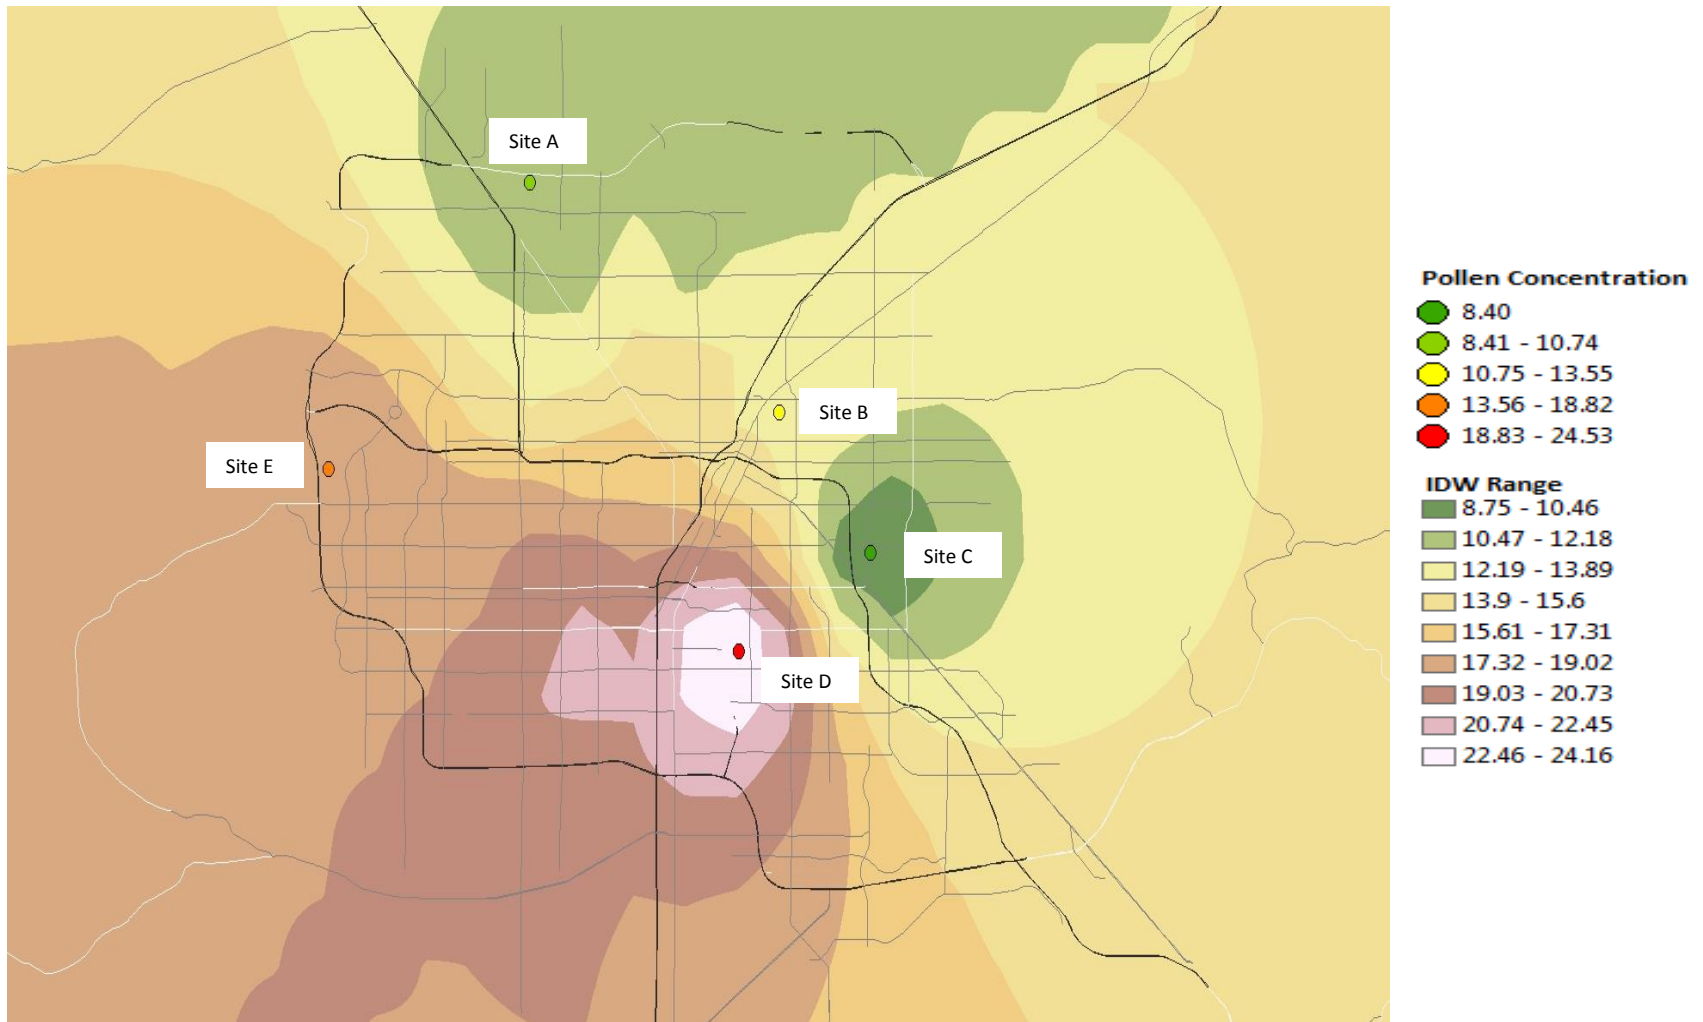 Site A
Site B
Site E
Site C
Site D
Pollen Concentration
8.40
8.41 - 10.74
10.75 - 13.55
13.56 - 18.82
18.83 - 24.53
IDW Range
8.75 - 10.46
10.47 - 12.18
12.19 - 13.89
13.9 - 15.6
15.61 - 17.31
17.32 - 19.02
19.03 - 20.73
20.74 - 22.45
22.46 - 24.16